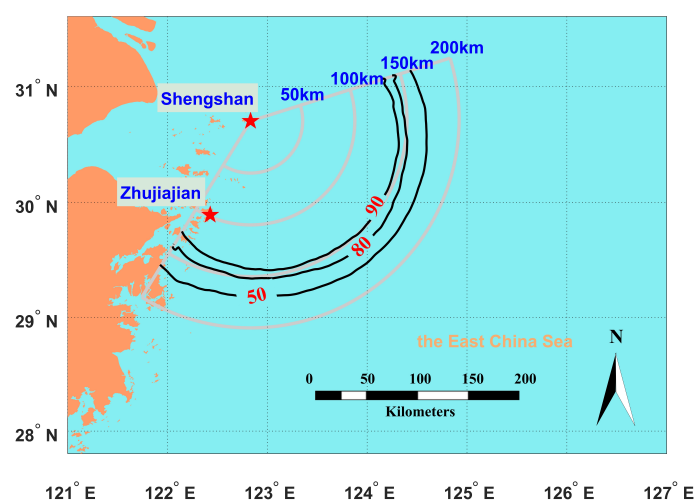 200km
150km
100km
50km
31° N
Shengshan
Zhujiajian
30° N
90
80
50
29° N
the East China Sea
N
0 50 100 150 200
Kilometers
28° N
121° E 122° E 123° E 124° E 125° E 126° E 127° E